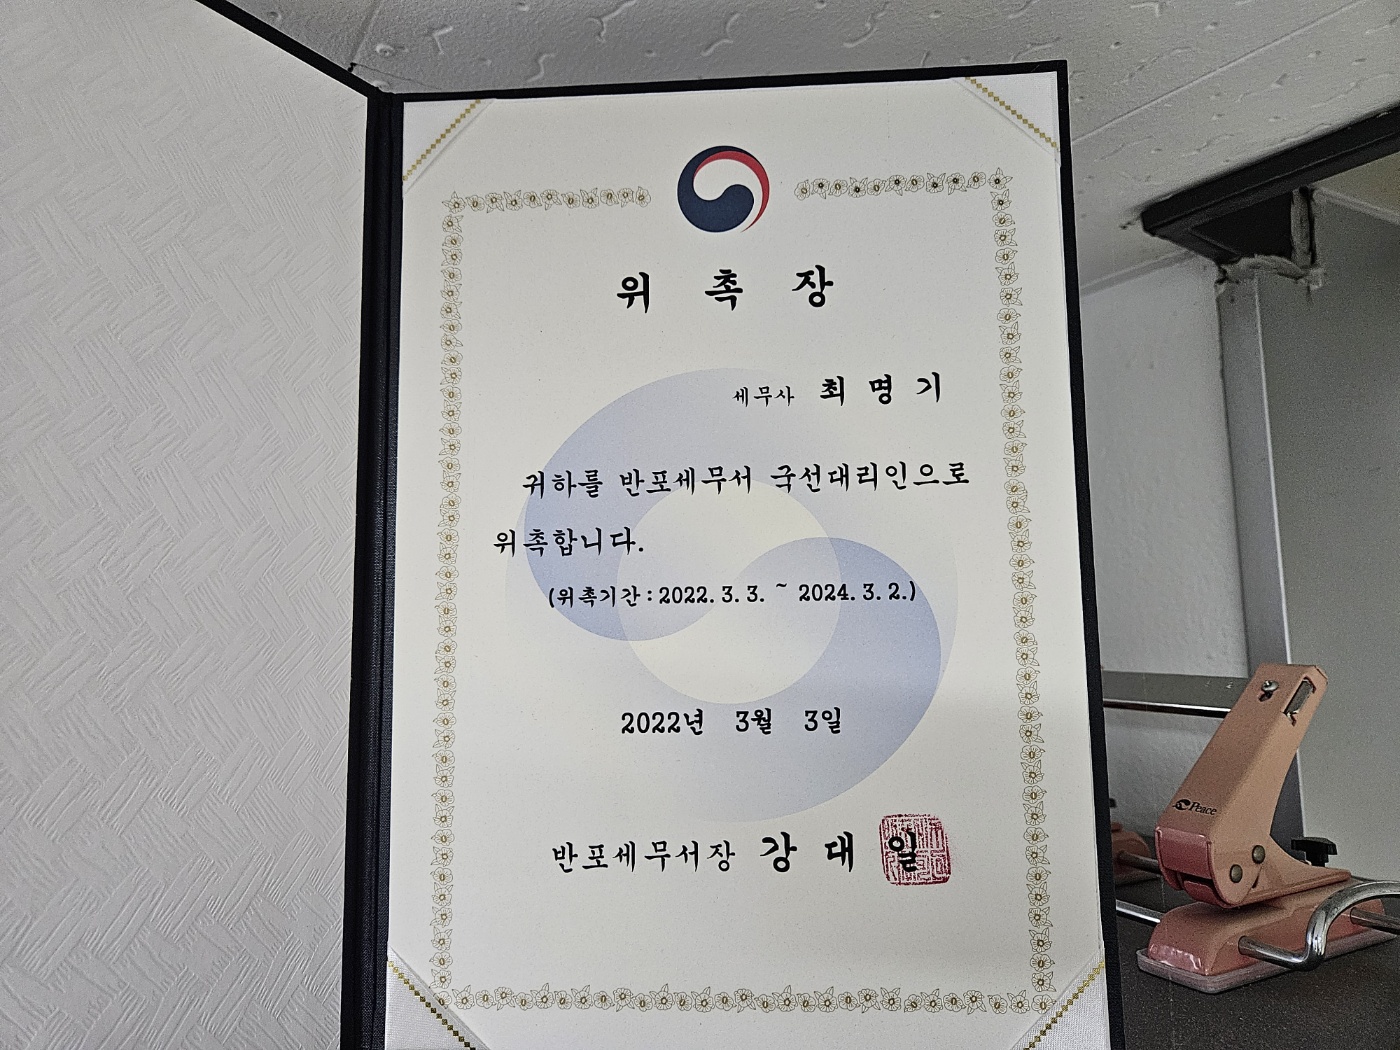 위 촉 장
세무사 최 명 기
귀하를 반포세무서 국선대리인으로
위촉합니다.
(위촉기간 : 2022. 3. 3. ~ 2024. 3. 2.)
2022년 3월 3일
반포세무서장 강 대 일
Peace